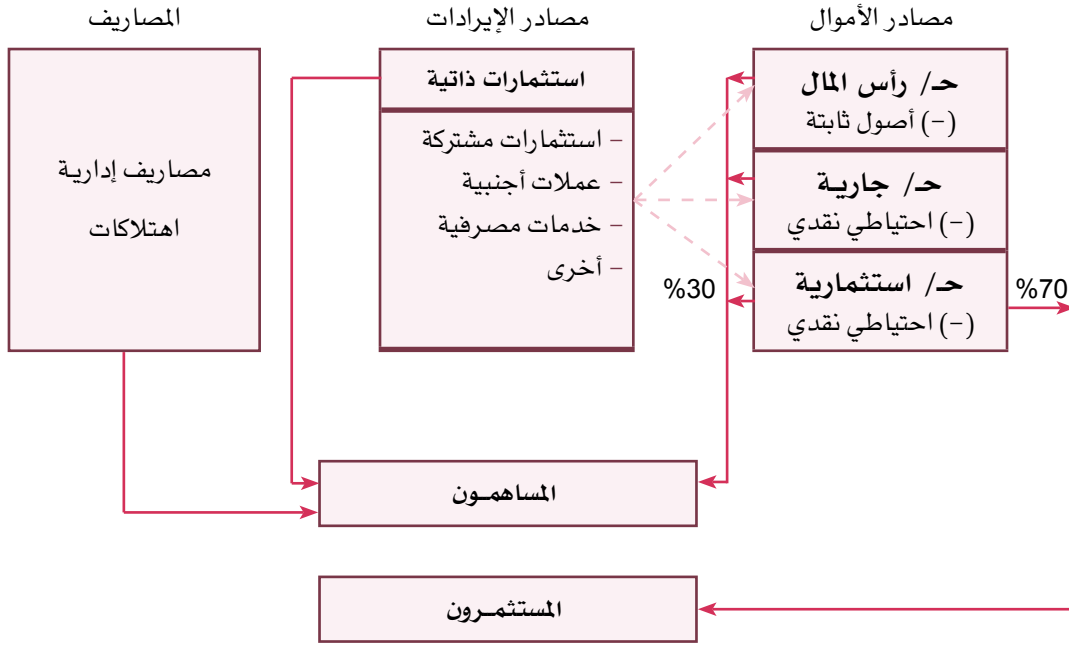 مصادر الأموال
حـ/ رأس المال
(-) أصول ثابتة
حـ/ جارية
(-) احتياطي نقدي
حـ/ استثمارية
(-) احتياطي نقدي
%70
%30
مصادر الإيرادات
استثمارات ذاتية
- استثمارات مشتركة
- عملات أجنبية
- خدمات مصرفية
- أخرى
المصاريف
مصاريف إدارية
اهتلاكات
المساهمـون
المستثمـرون